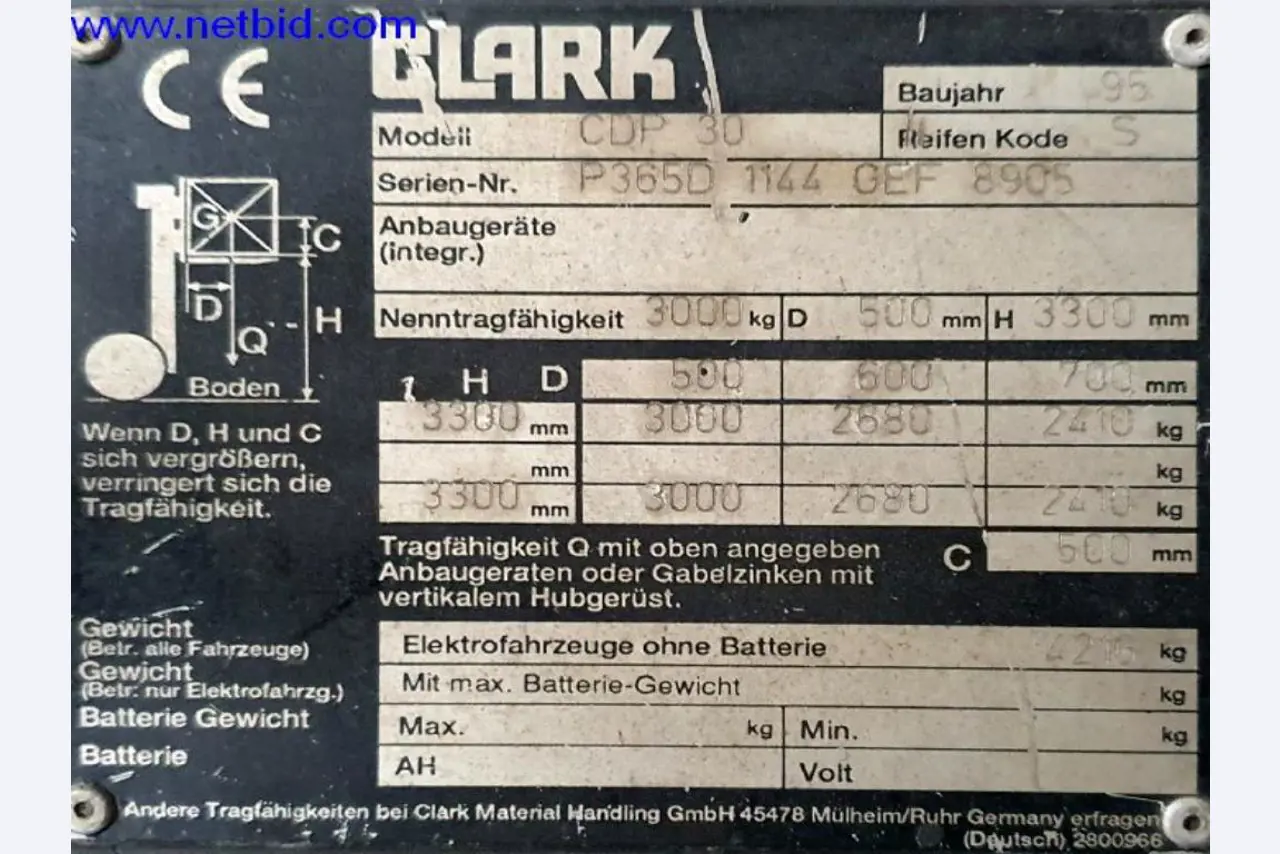 www.netbid.com
CE
CLARK
Baujahr 95
Modell CDP 30
Reifen Kode S
Serien-Nr. P365D 1144 GEF 8905
Anbaugeräte
(integr.)
Nenntragfähigkeit 3000 kg D 500 mm H 3300 mm
G C
D H
Q
Boden
H D 500 600 700 mm
3300 mm 3000 2680 2410 kg
mm kg
3300 mm 3000 2680 2410 kg
Wenn D, H und C
sich vergrößern,
verringert sich die
Tragfähigkeit.
Tragfähigkeit Q mit oben angegeben
Anbaugeraten oder Gabelzinken mit
vertikalem Hubgerüst.
C 500 mm
Gewicht
(Betr. alle Fahrzeuge)
Elektrofahrzeuge ohne Batterie kg
Gewicht
(Betr. nur Elektrofahrzg.)
Mit max. Batterie-Gewicht kg
Batterie Gewicht Max. kg Min. kg
Batterie AH Volt
Andere Tragfähigkeiten bei Clark Material Handling GmbH 45478 Mülheim/Ruhr Germany erfragen
(Deutsch) 2800966